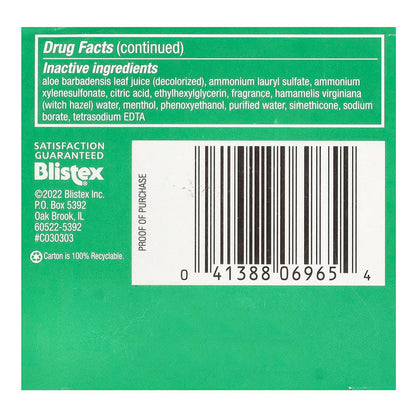 Drug Facts (continued)
Inactive ingredients
aloe barbadensis leaf juice (decolorized), ammonium lauryl sulfate, ammonium
xylenesulfonate, citric acid, ethylhexylglycerin, fragrance, hamamelis virginiana
(witch hazel) water, menthol, phenoxyethanol, purified water, simethicone, sodium
borate, tetrasodium EDTA
SATISFACTION
GUARANTEED
Blistex
©2022 Blistex Inc.
P.O. Box 5392
Oak Brook, IL
60522-5392
#C030303
Carton is 100% Recyclable.
PROOF OF PURCHASE
0 41388 06965 4